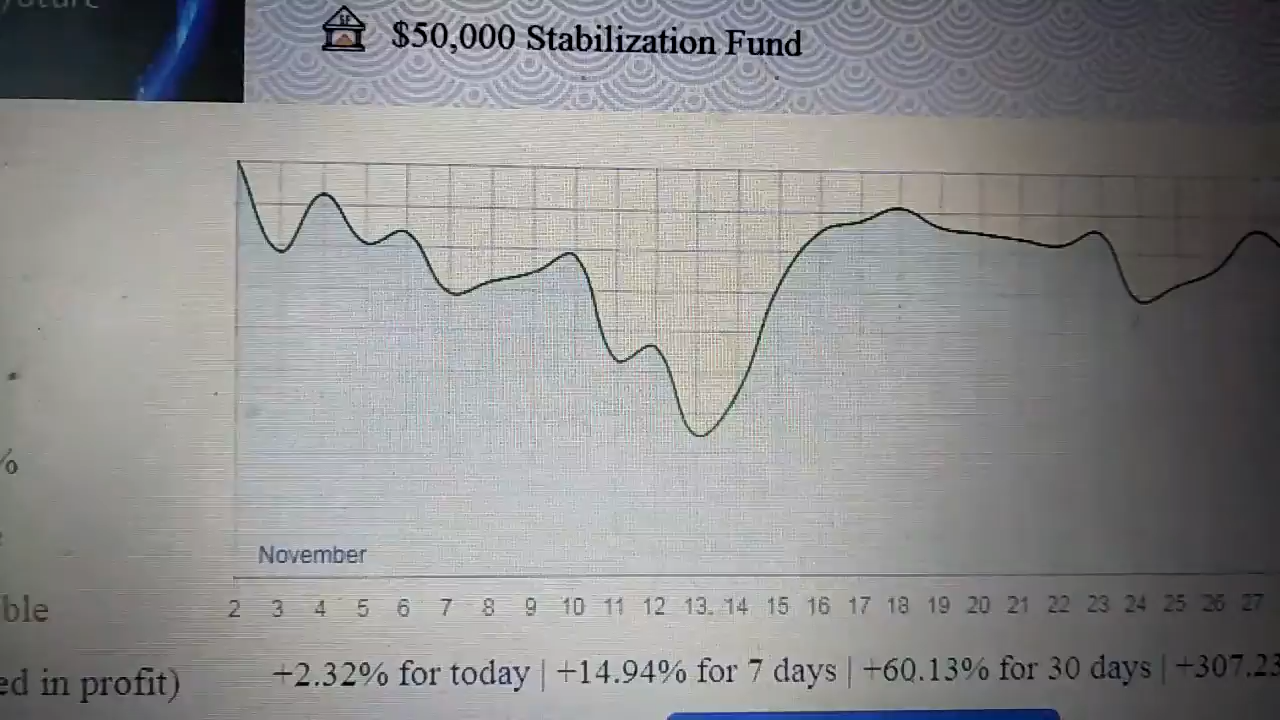 $50,000 Stabilization Fund
%
November
2 3 4 5 6 7 8 9 10 11 12 13. 14 15 16 17 18 19 20 21 22 23 24 25 26 27
ble
ed in profit)
+2.32% for today | +14.94% for 7 days | +60.13% for 30 days | +307.23